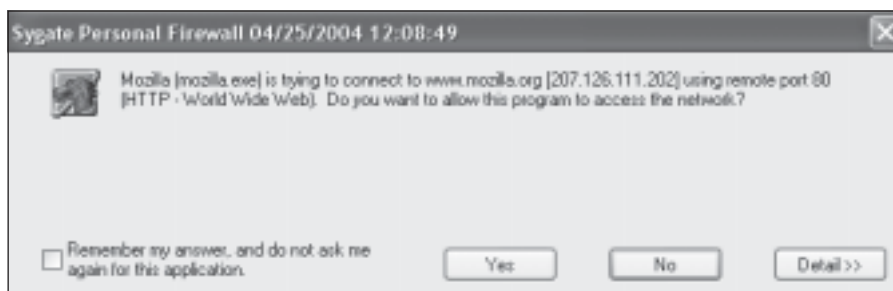 Sygate Personal Firewall 04/25/2004 12:08:49
Mozilla (mozilla.exe) is trying to connect to www.mozilla.org [207.126.111.202] using remote port 80
(HTTP - World Wide Web). Do you want to allow this program to access the network?
Remember my answer, and do not ask me
again for this application.
Yes
No
Detail >>